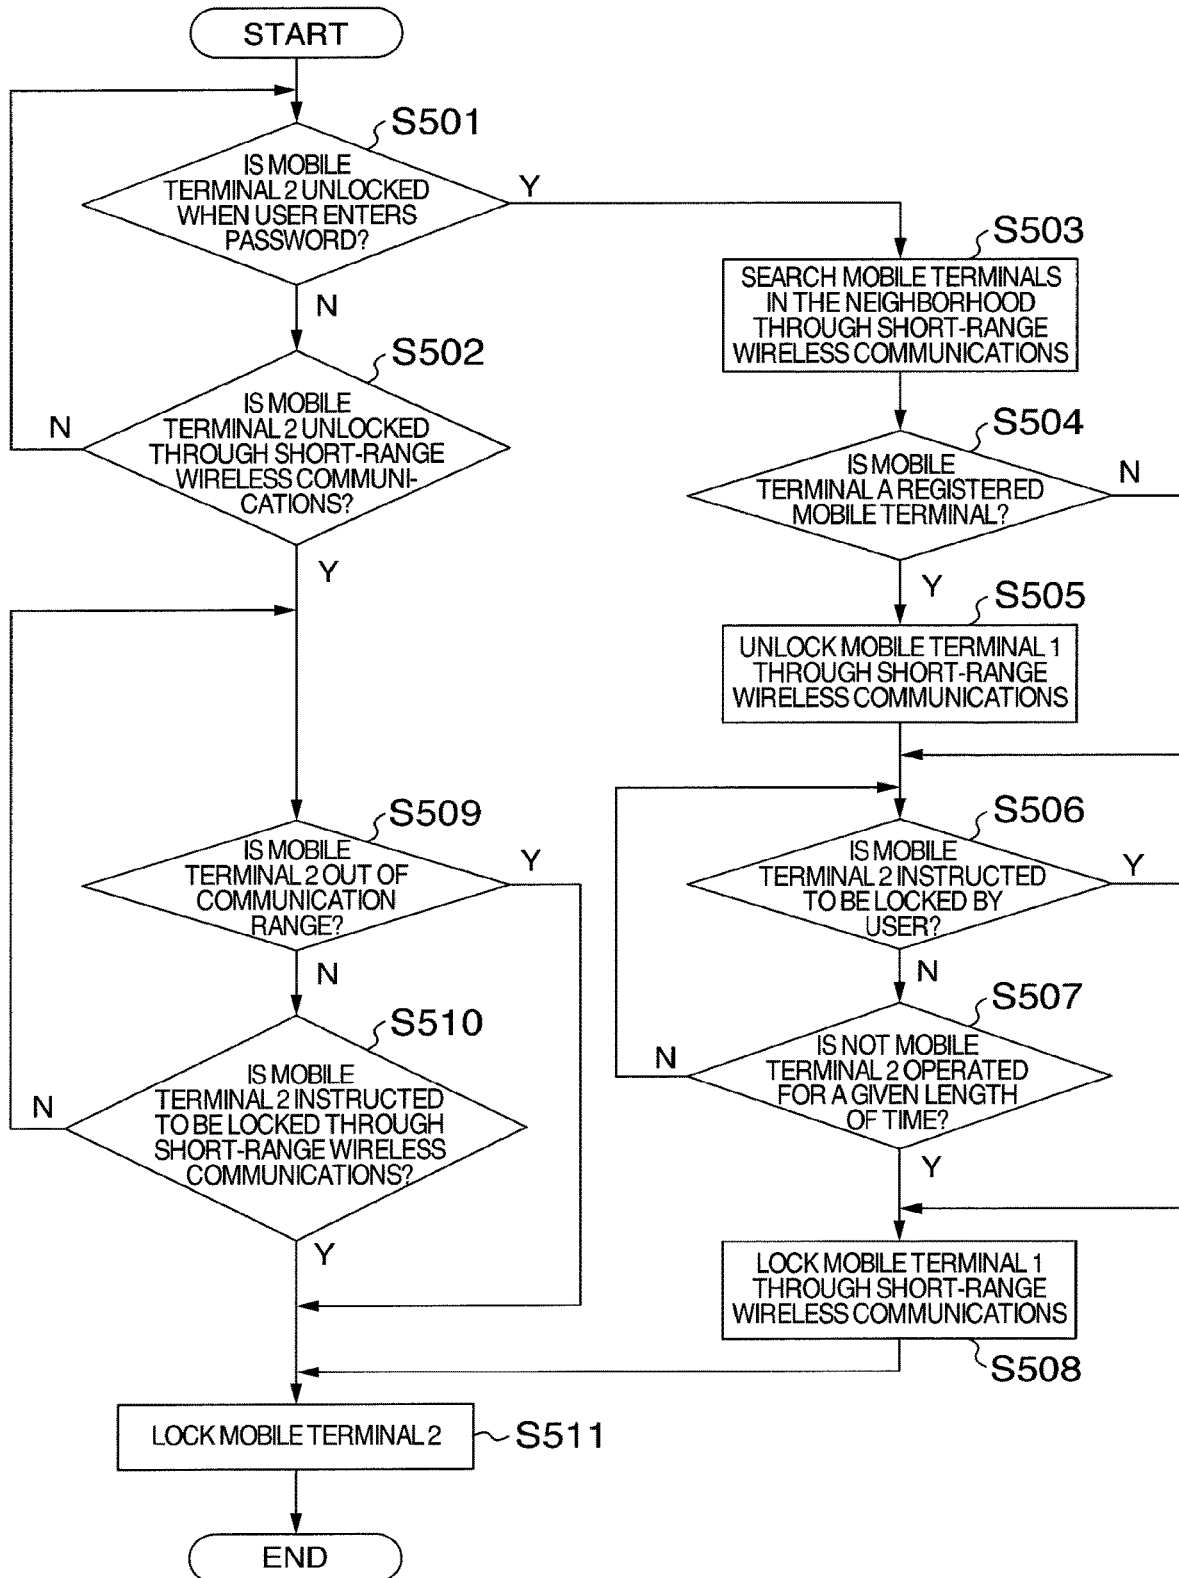 START
S501
IS MOBILE
TERMINAL 2 UNLOCKED
WHEN USER ENTERS
PASSWORD?
Y
N
S502
IS MOBILE
TERMINAL 2 UNLOCKED
THROUGH SHORT-RANGE
WIRELESS COMMUNI-
CATIONS?
N
Y
S503
SEARCH MOBILE TERMINALS
IN THE NEIGHBORHOOD
THROUGH SHORT-RANGE
WIRELESS COMMUNICATIONS
S504
IS MOBILE
TERMINAL A REGISTERED
MOBILE TERMINAL?
N
Y
S505
UNLOCK MOBILE TERMINAL 1
THROUGH SHORT-RANGE
WIRELESS COMMUNICATIONS
S506
IS MOBILE
TERMINAL 2 INSTRUCTED
TO BE LOCKED BY
USER?
Y
N
S507
IS NOT MOBILE
TERMINAL 2 OPERATED
FOR A GIVEN LENGTH
OF TIME?
N
Y
LOCK MOBILE TERMINAL 1
THROUGH SHORT-RANGE
WIRELESS COMMUNICATIONS
S508
S509
IS MOBILE
TERMINAL 2 OUT OF
COMMUNICATION
RANGE?
Y
N
S510
IS MOBILE
TERMINAL 2 INSTRUCTED
TO BE LOCKED THROUGH
SHORT-RANGE WIRELESS
COMMUNICATIONS?
N
Y
LOCK MOBILE TERMINAL 2
S511
END